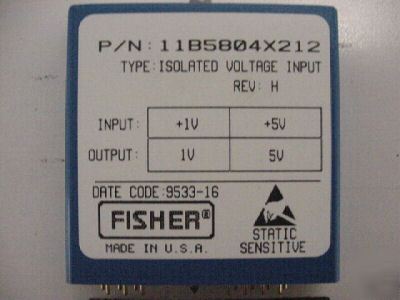 P/N: 11B5804X212
TYPE: ISOLATED VOLTAGE INPUT
REV: H
INPUT: +1V +5V
OUTPUT: 1V 5V
DATE CODE: 9533-16
FISHER®
MADE IN U.S.A.
STATIC
SENSITIVE